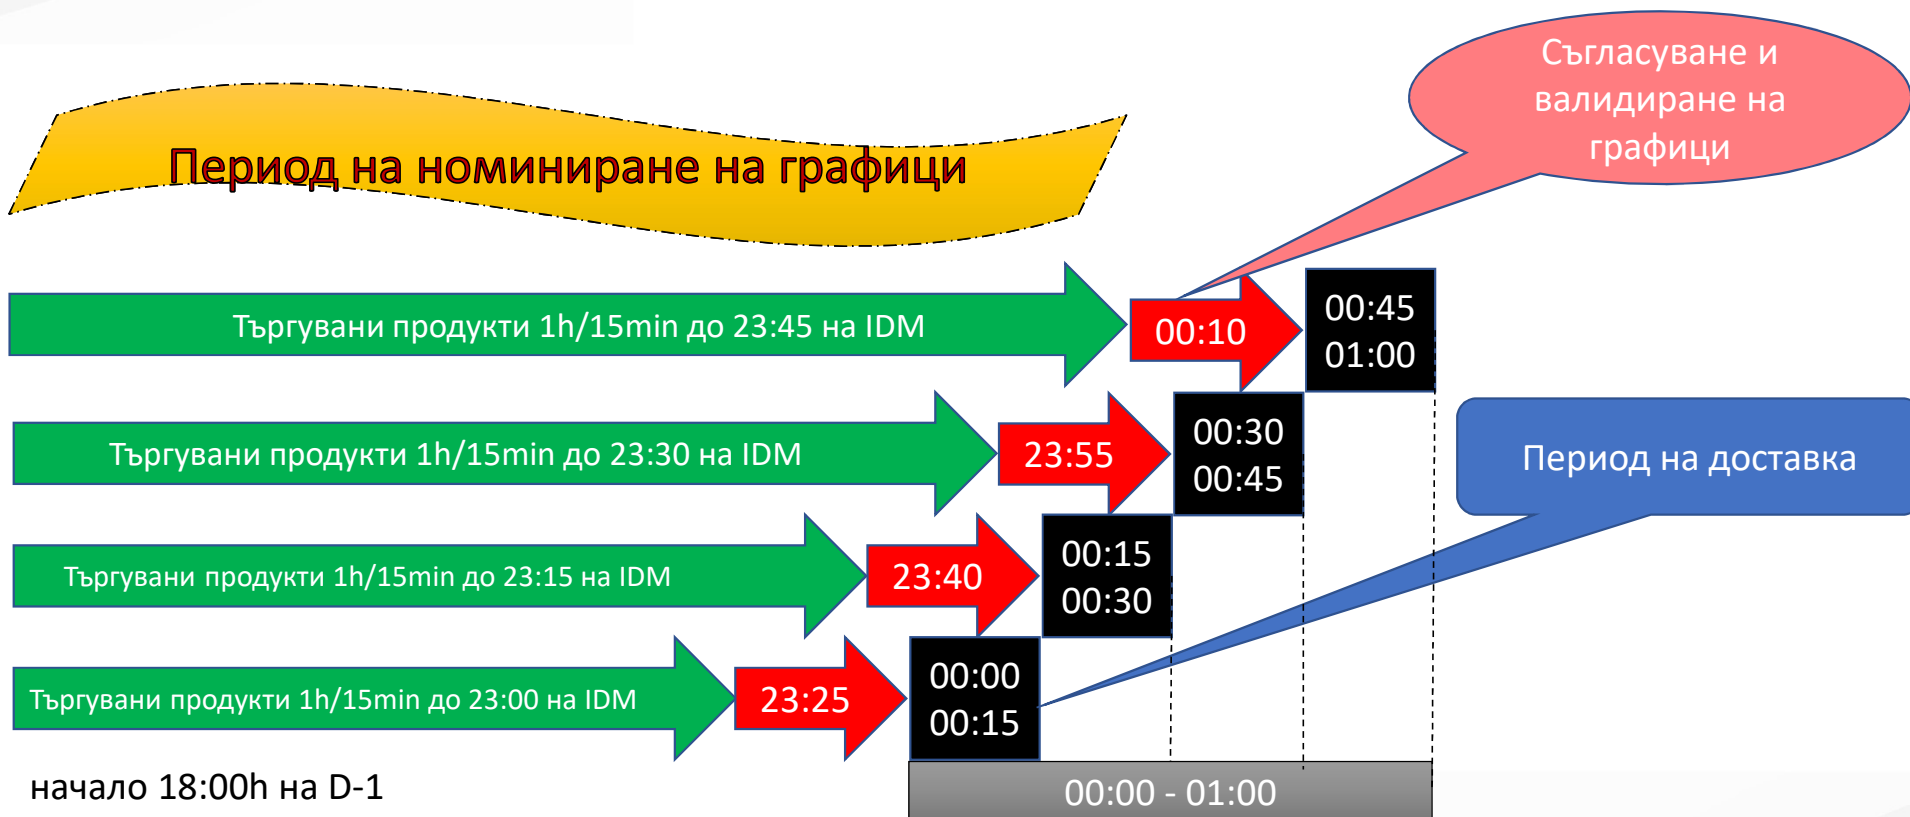 Съгласуване и
валидиране на
графици
Период на номиниране на графици
Търгувани продукти 1h/15min до 23:45 на IDM
00:10
00:45
01:00
Търгувани продукти 1h/15min до 23:30 на IDM
23:55
00:30
00:45
Период на доставка
Търгувани продукти 1h/15min до 23:15 на IDM
23:40
00:15
00:30
Търгувани продукти 1h/15min до 23:00 на IDM
23:25
00:00
00:15
начало 18:00h на D-1
00:00 - 01:00